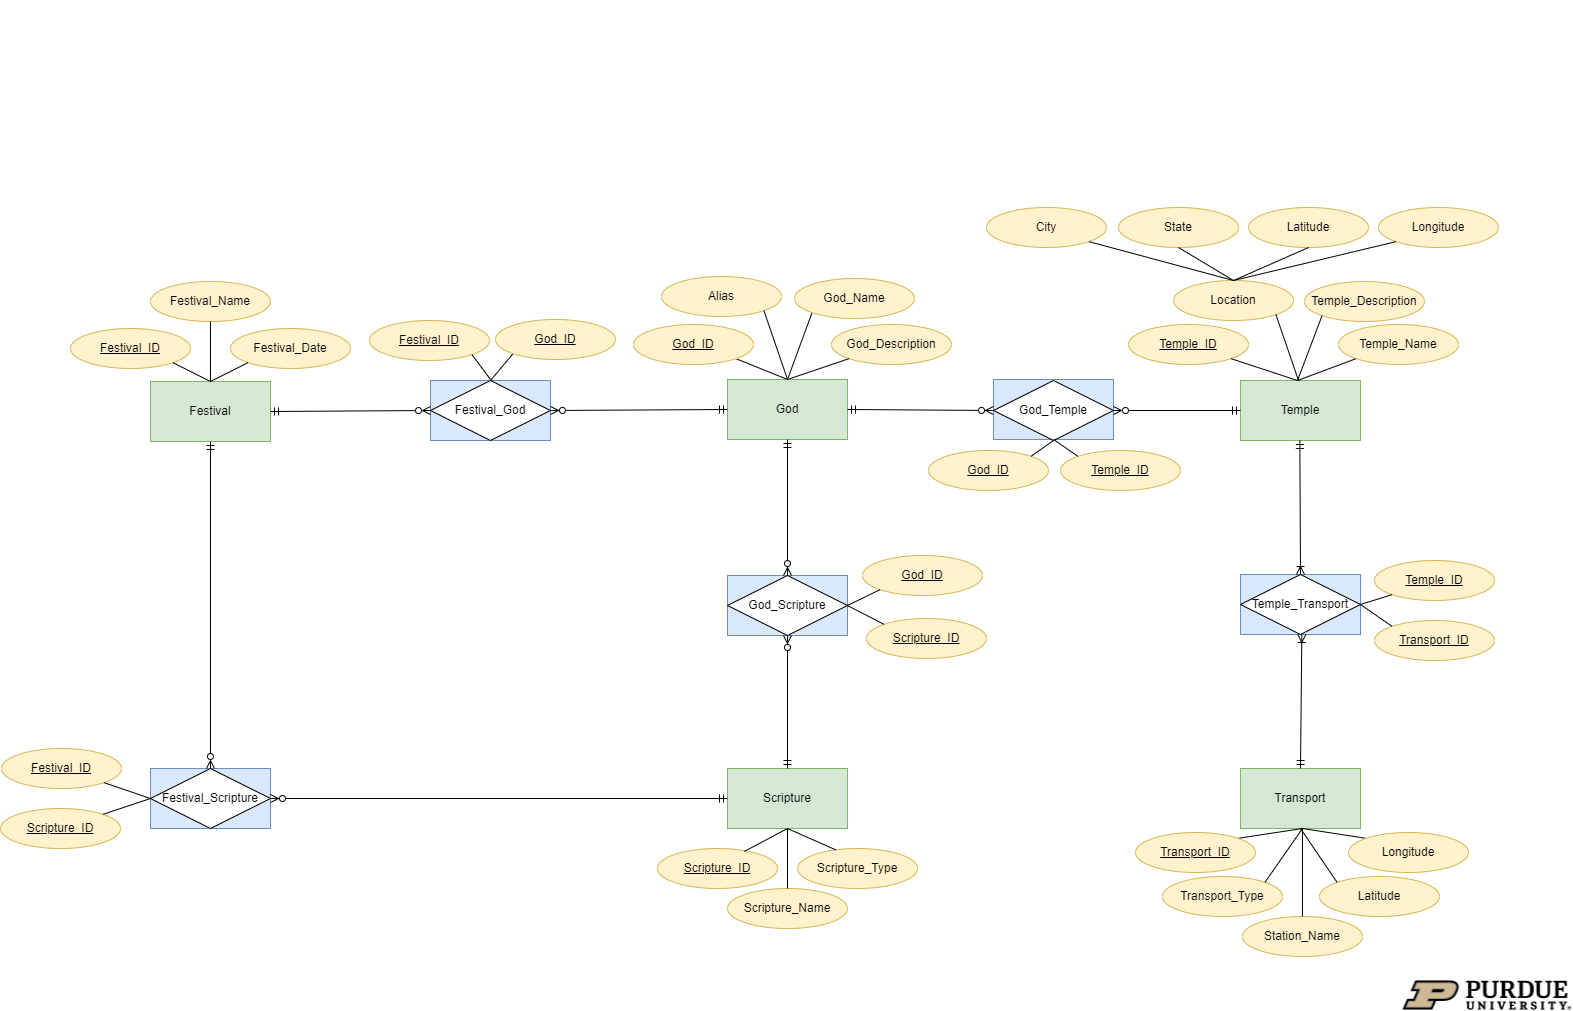 City
State
Latitude
Longitude
Festival_Name
Alias
God_Name
Location
Temple_Description
Festival_ID
Festival_Date
Festival_ID
God_ID
God_ID
God_Description
Temple_ID
Temple_Name
Festival
Festival_God
God
God_Temple
Temple
God_ID
Temple_ID
God_ID
Temple_ID
God_Scripture
Temple_Transport
Scripture_ID
Transport_ID
Festival_ID
Festival_Scripture
Scripture
Transport
Scripture_ID
Transport_ID
Longitude
Scripture_ID
Scripture_Type
Transport_Type
Latitude
Scripture_Name
Station_Name
P PURDUE
UNIVERSITY®